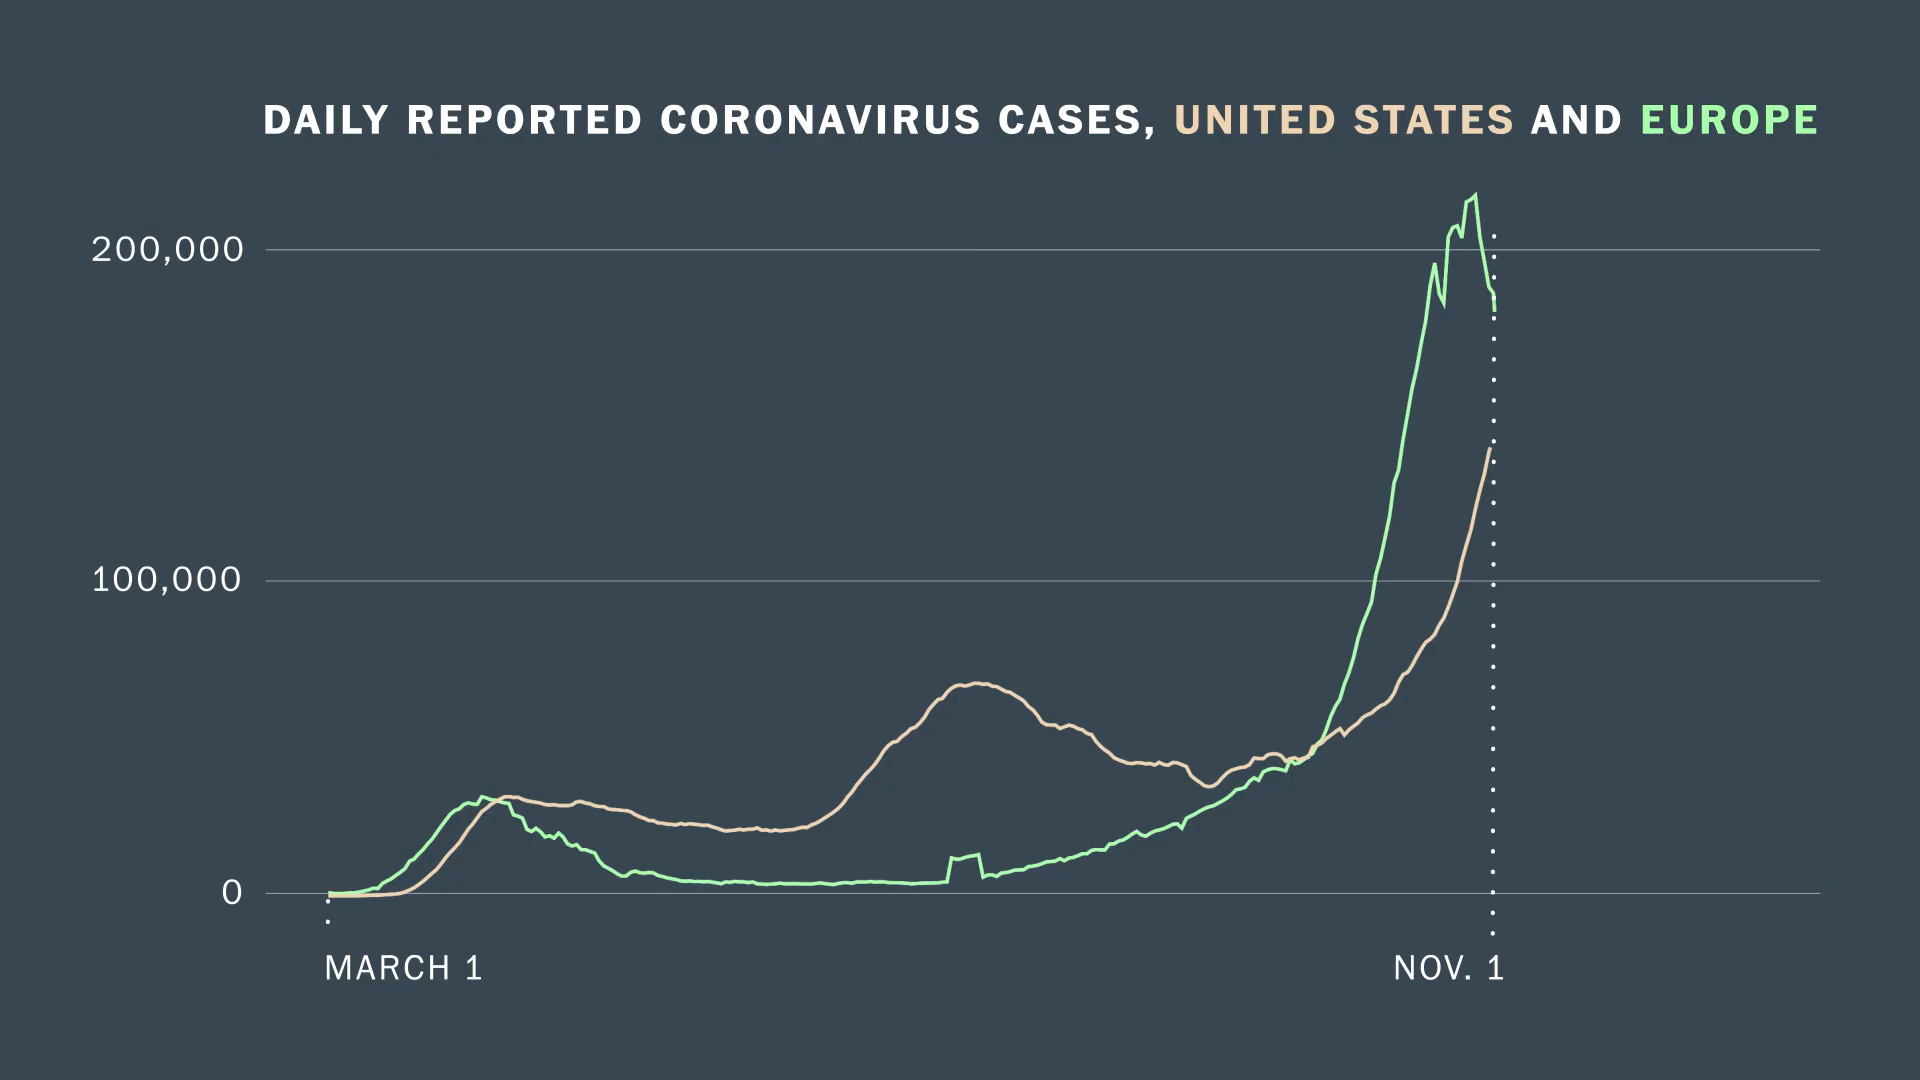 DAILY REPORTED CORONAVIRUS CASES, UNITED STATES AND EUROPE
200,000
100,000
0
MARCH 1
NOV. 1